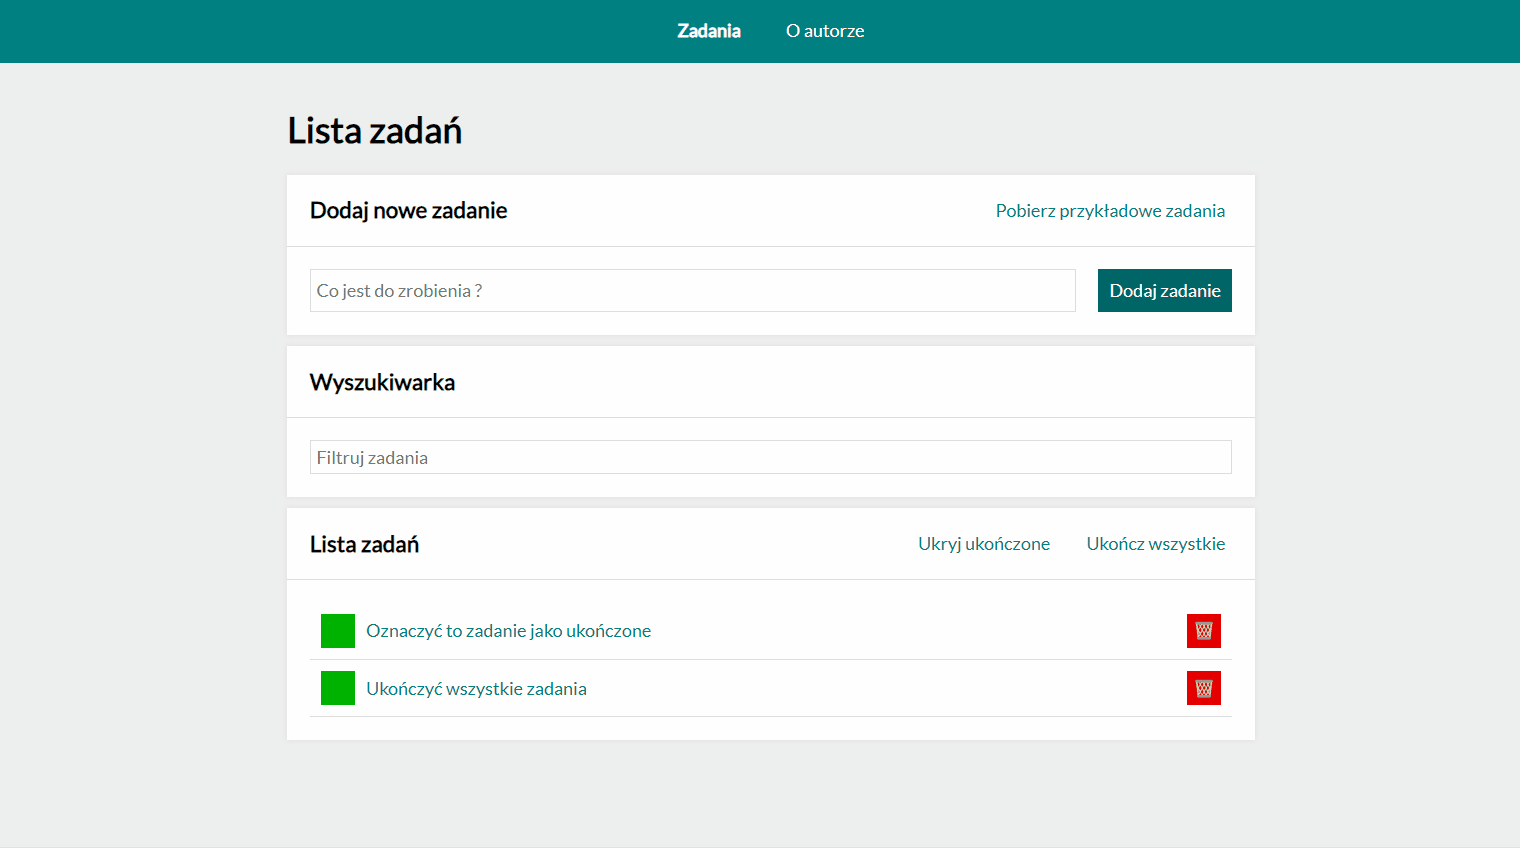 Zadania O autorze
Lista zadań
Dodaj nowe zadanie Pobierz przykładowe zadania
Co jest do zrobienia ? Dodaj zadanie
Wyszukiwarka
Filtruj zadania
Lista zadań Ukryj ukończone Ukończ wszystkie
Oznaczyć to zadanie jako ukończone
Ukończyć wszystkie zadania